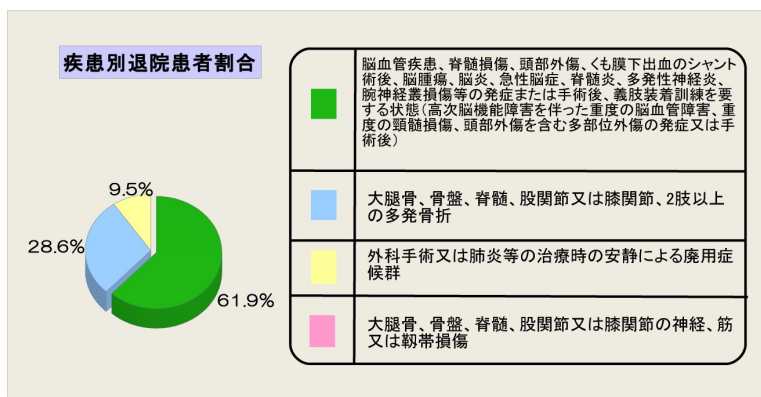 疾患別退院患者割合
脳血管疾患、脊髄損傷、頭部外傷、くも膜下出血のシャント
術後、脳腫瘍、脳炎、急性脳症、脊髄炎、多発性神経炎、
腕神経叢損傷等の発症または手術後、義肢装着訓練を要
する状態(高次脳機能障害を伴った重度の脳血管障害、重
度の頸髄損傷、頭部外傷を含む多部位外傷の発症又は手
術後)
大腿骨、骨盤、脊髄、股関節又は膝関節、2肢以上
の多発骨折
外科手術又は肺炎等の治療時の安静による廃用症
候群
大腿骨、骨盤、脊髄、股関節又は膝関節の神経、筋
又は靱帯損傷
9.5%
28.6%
61.9%